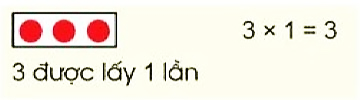 3 × 1 = 3
3 được lấy 1 lần